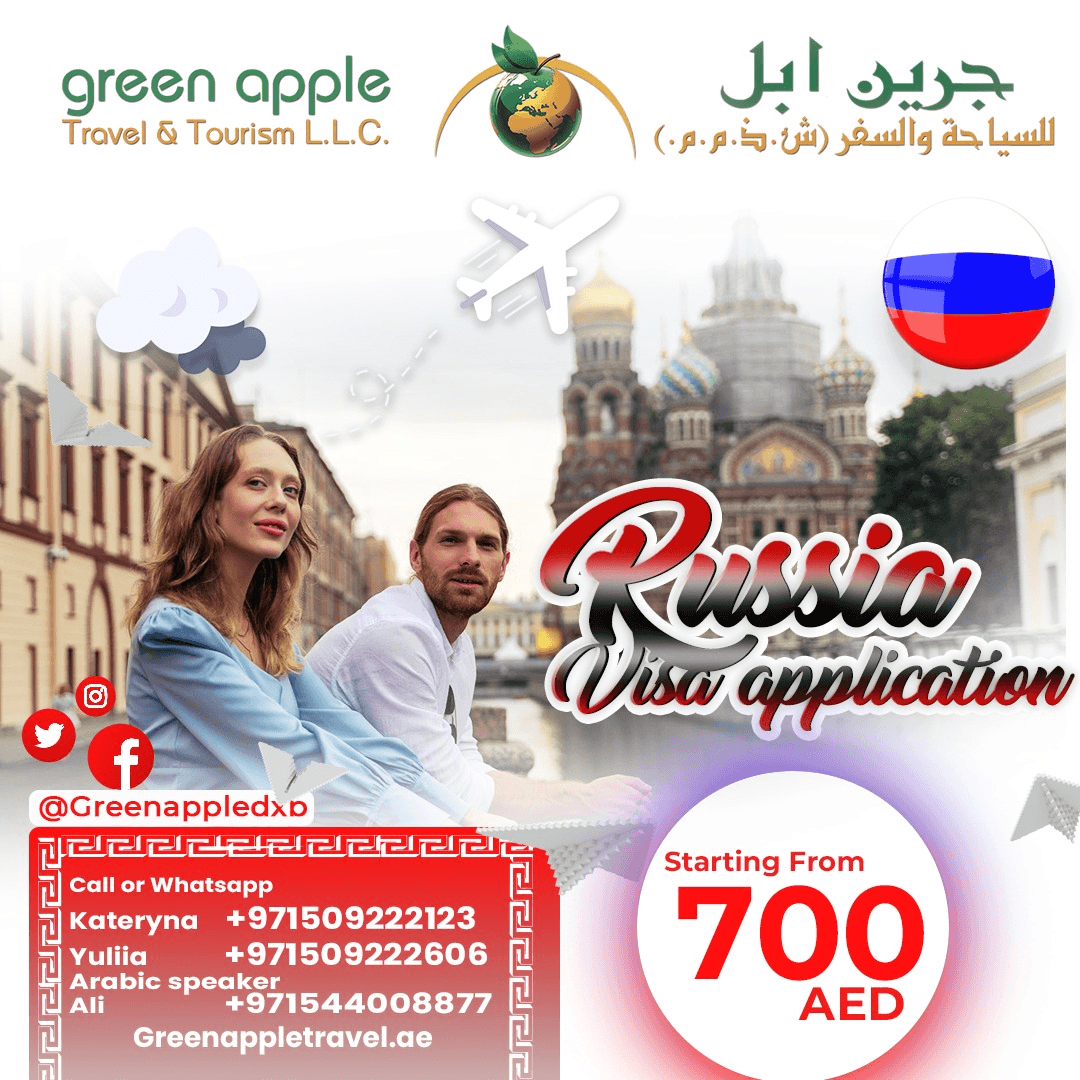 green apple
Travel & Tourism L.L.C.
جرين ابل
للسياحة والسفر (ش.ذ.م.م.)
Russia
Visa application
@Greenappledxb
Call or Whatsapp
Kateryna +971509222123
Yuliia +971509222606
Arabic speaker
Ali +971544008877
Greenappletravel.ae
Starting From
700
AED